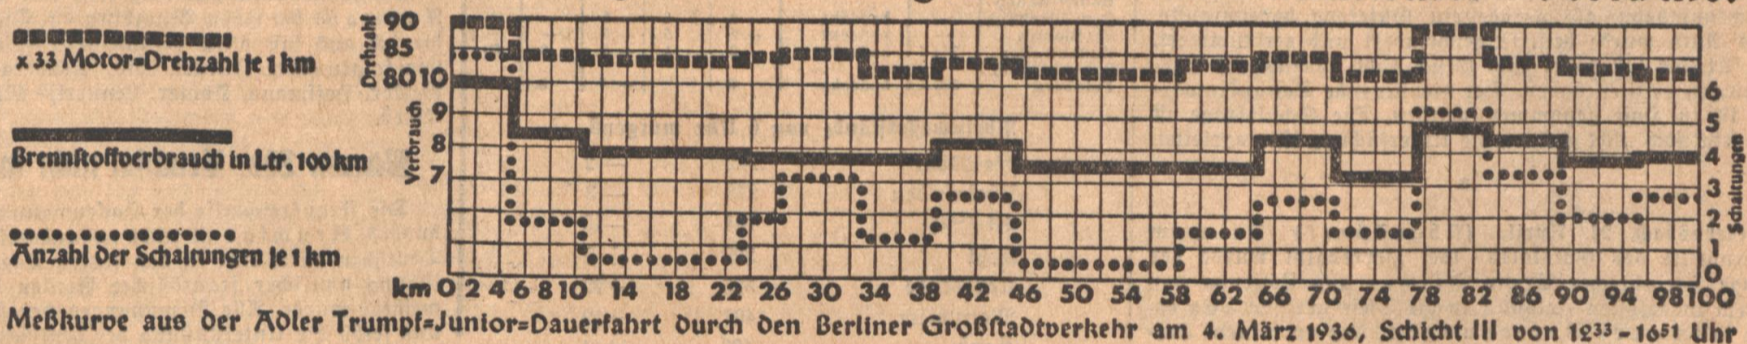 Drehzahl
90
85
80
x 33 Motor=Drehzahl je 1 km
Verbrauch
10
9
8
7
Brennſtoffverbrauch in Ltr. 100 km
Anzahl der Schaltungen je 1 km
6
5
4
3
2
1
0
Schaltungen
km 0 2 4 6 8 10 14 18 22 26 30 34 38 42 46 50 54 58 62 66 70 74 78 82 86 90 94 98 100
Meßkurve aus der Adler Trumpf=Junior=Dauerfahrt durch den Berliner Großſtadtverkehr am 4. März 1936, Schicht III von 12³³ - 16⁵¹ Uhr